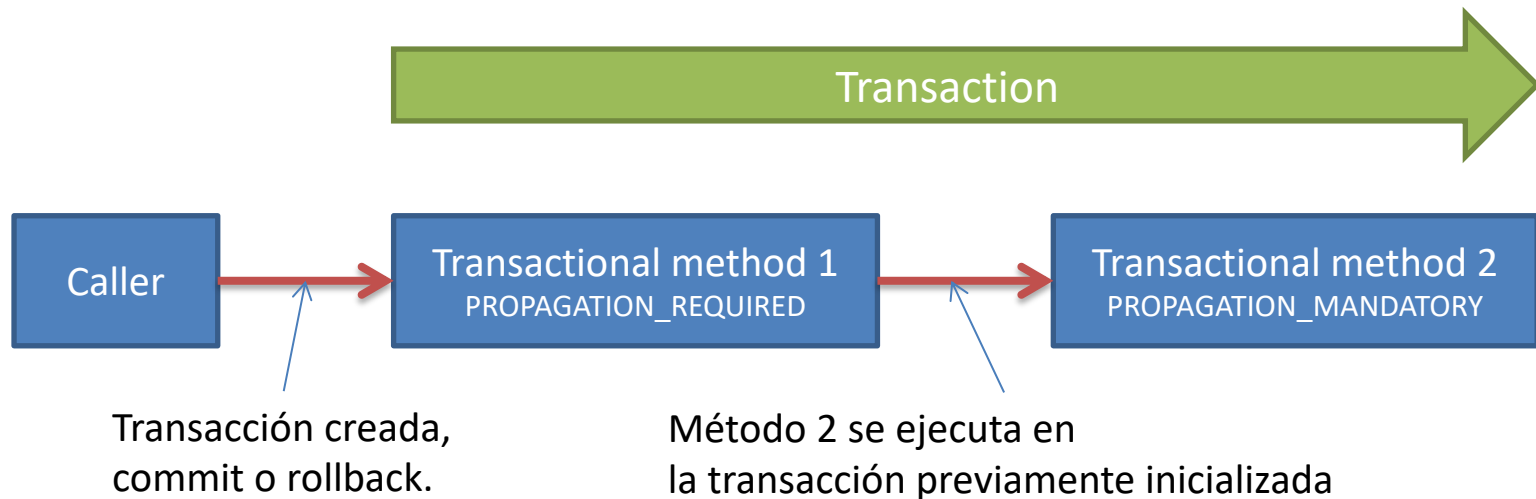 Transaction
Caller
Transactional method 1
PROPAGATION_REQUIRED
Transactional method 2
PROPAGATION_MANDATORY
Transacción creada,
commit o rollback.
Método 2 se ejecuta en
la transacción previamente inicializada